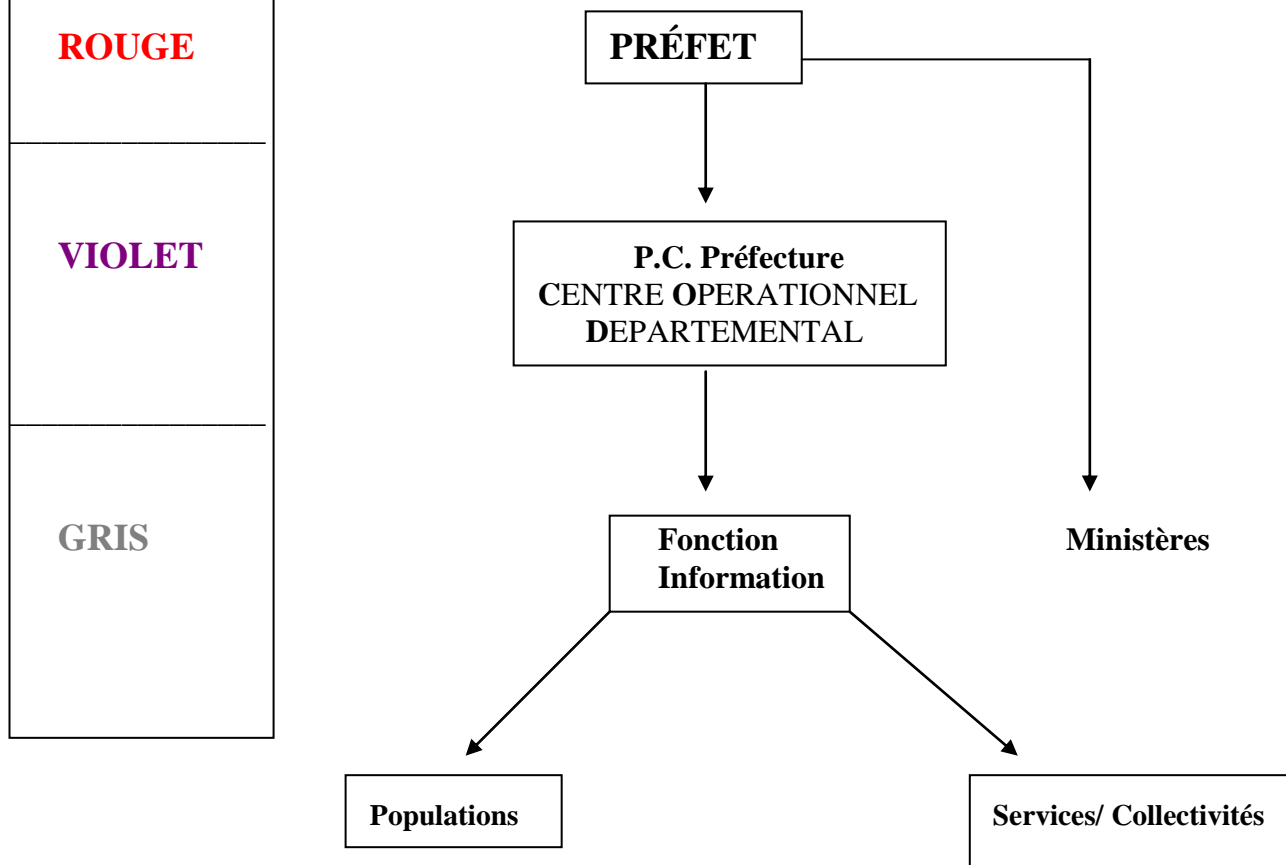 ROUGE
VIOLET
GRIS
PRÉFET
P.C. Préfecture
CENTRE OPERATIONNEL
DEPARTEMENTAL
Fonction
Information
Ministères
Populations
Services/ Collectivités